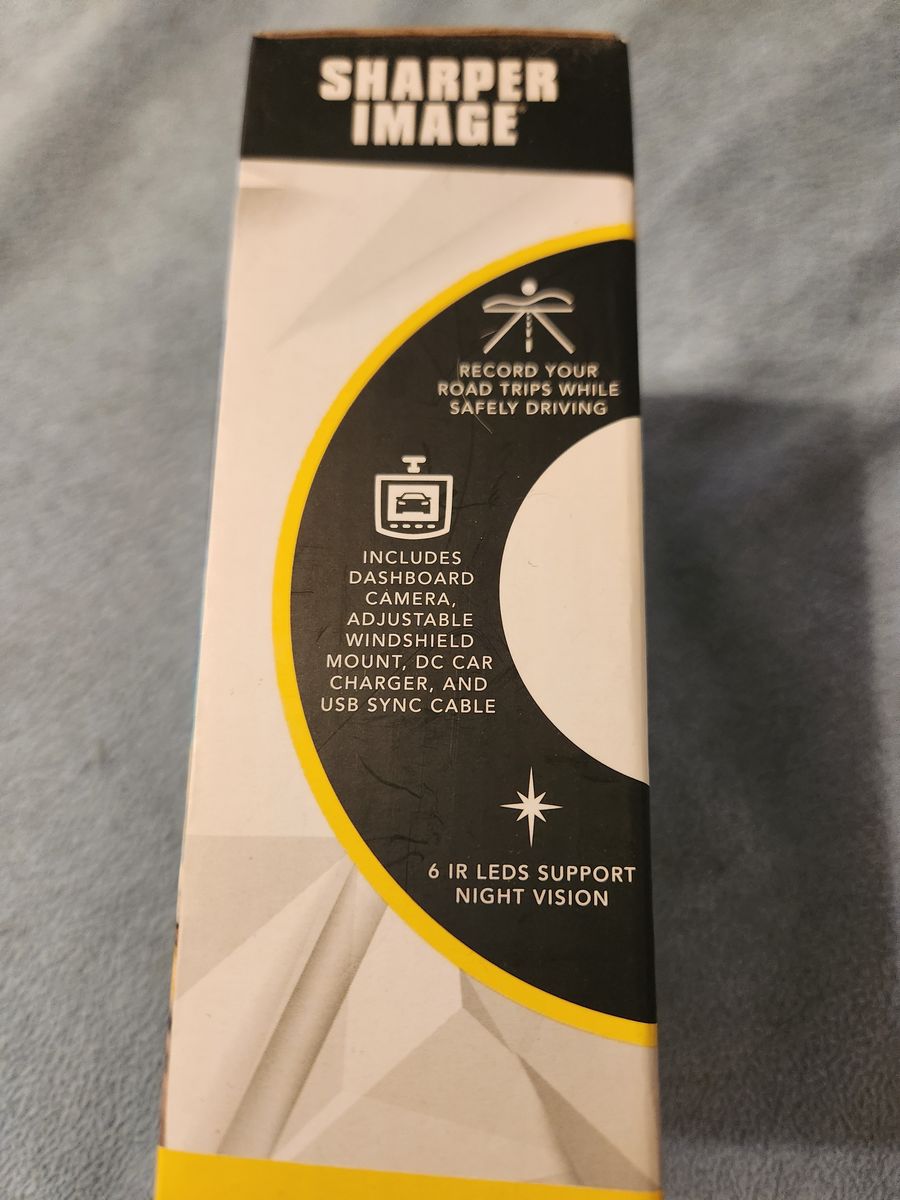 SHARPER
IMAGE
RECORD YOUR
ROAD TRIPS WHILE
SAFELY DRIVING
INCLUDES
DASHBOARD
CAMERA,
ADJUSTABLE
WINDSHIELD
MOUNT, DC CAR
CHARGER, AND
USB SYNC CABLE
6 IR LEDS SUPPORT
NIGHT VISION